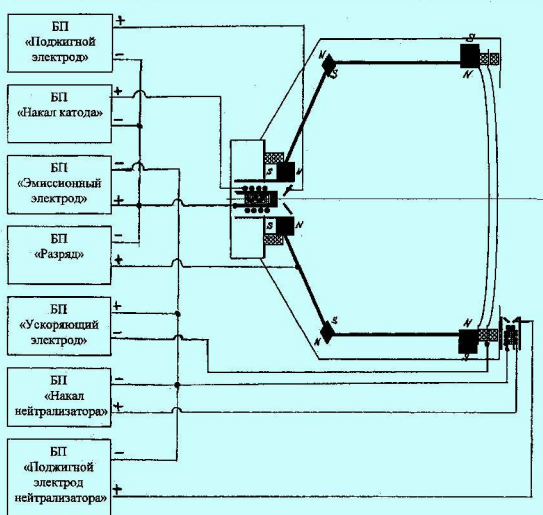 БП
«Поджигной
электрод»
+
−
БП
«Накал катода»
+
−
БП
«Эмиссионный
электрод»
−
+
БП
«Разряд»
−
+
БП
«Ускоряющий
электрод»
+
−
БП
«Накал
нейтрализатора»
−
+
БП
«Поджигной
электрод
нейтрализатора»
−
+
N
S
S
N
S
N
S
N
S
N
N